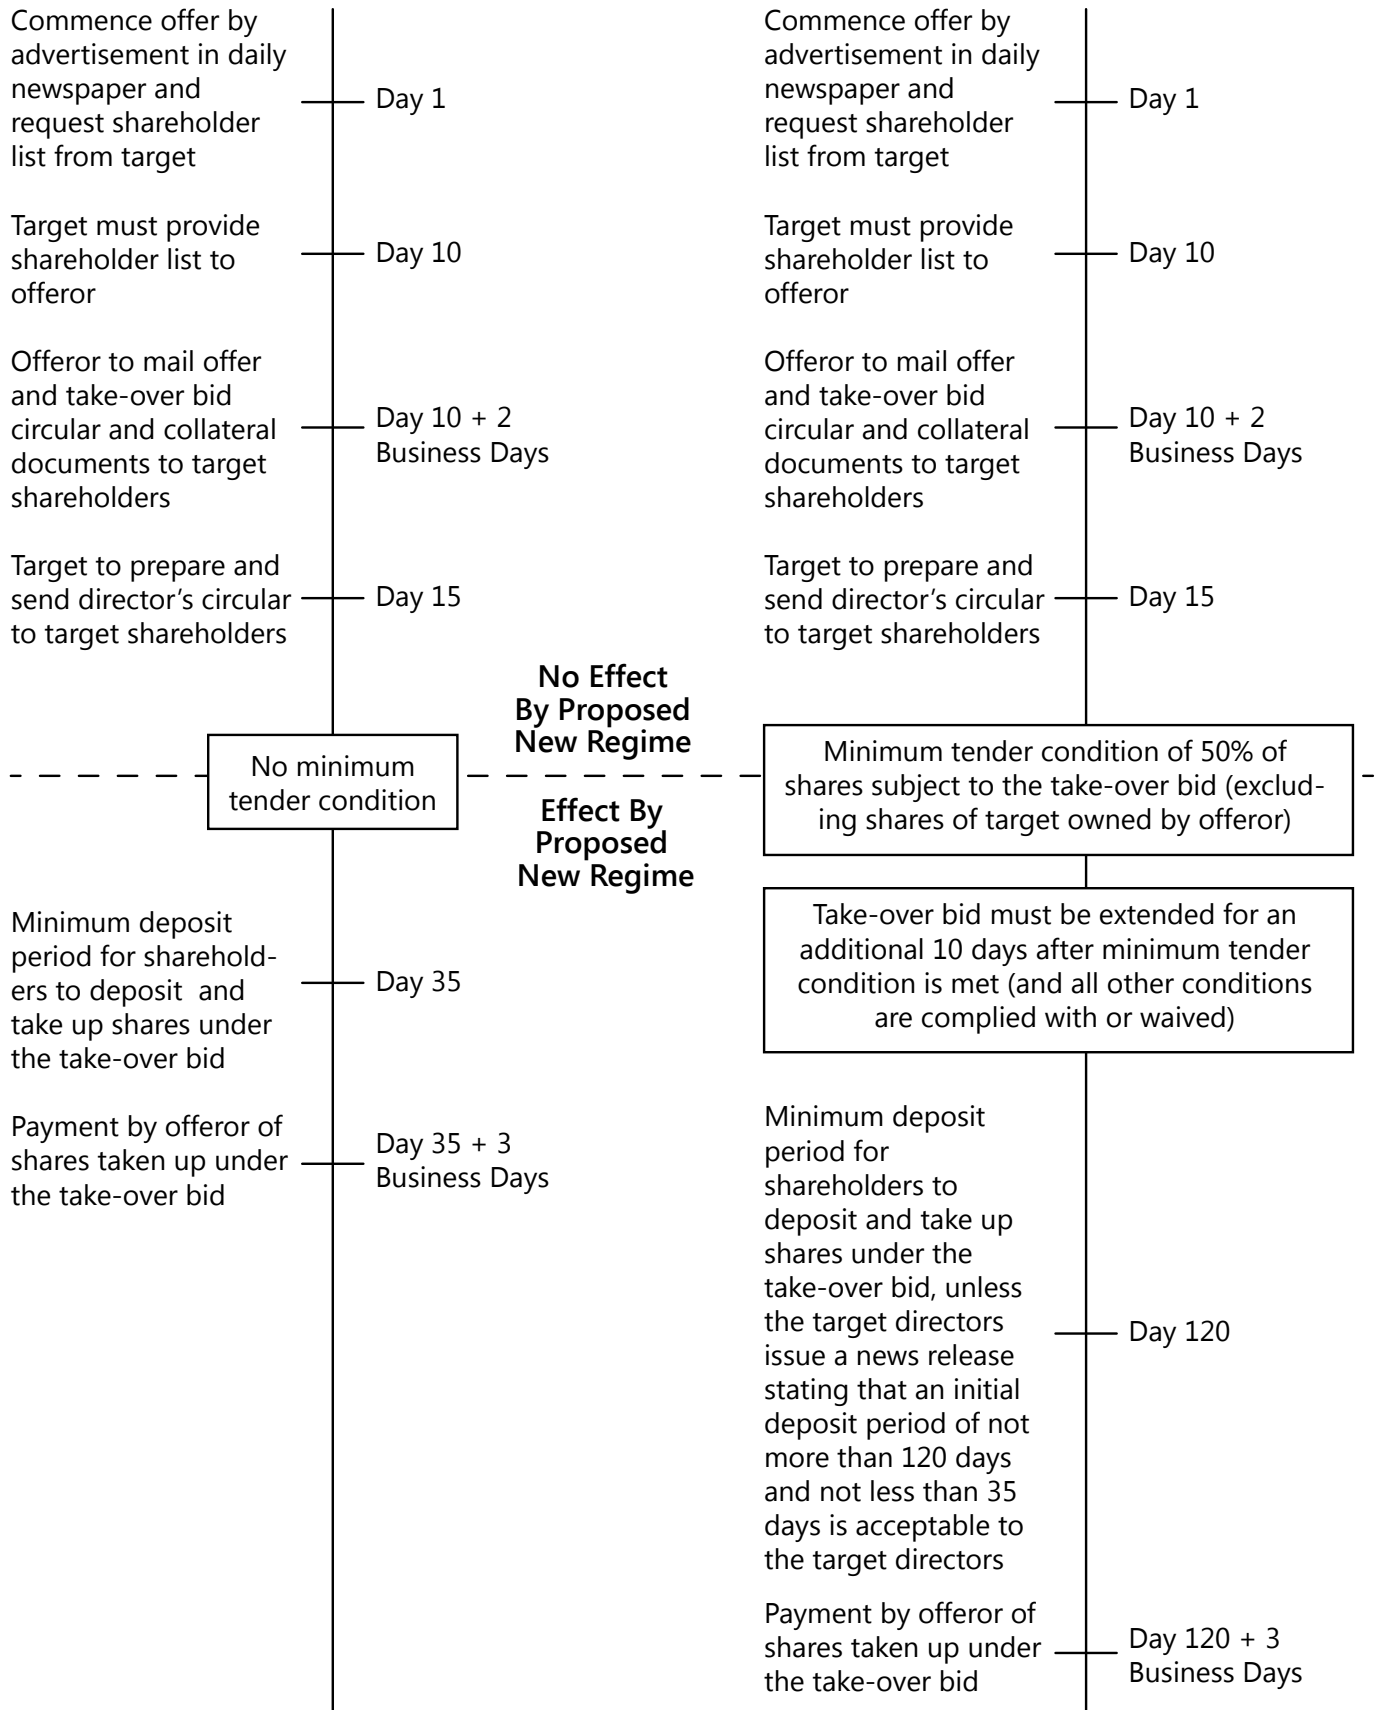 Commence offer by
advertisement in daily
newspaper and
request shareholder
list from target
Day 1
Target must provide
shareholder list to
offeror
Day 10
Offeror to mail offer
and take-over bid
circular and collateral
documents to target
shareholders
Day 10 + 2
Business Days
Target to prepare and
send director’s circular
to target shareholders
Day 15
No minimum
tender condition
Minimum deposit
period for sharehold-
ers to deposit  and
take up shares under
the take-over bid
Day 35
Payment by offeror of
shares taken up under
the take-over bid
Day 35 + 3
Business Days
No Effect
By Proposed
New Regime
Effect By
Proposed
New Regime
Commence offer by
advertisement in daily
newspaper and
request shareholder
list from target
Day 1
Target must provide
shareholder list to
offeror
Day 10
Offeror to mail offer
and take-over bid
circular and collateral
documents to target
shareholders
Day 10 + 2
Business Days
Target to prepare and
send director’s circular
to target shareholders
Day 15
Minimum tender condition of 50% of
shares subject to the take-over bid (exclud-
ing shares of target owned by offeror)
Take-over bid must be extended for an
additional 10 days after minimum tender
condition is met (and all other conditions
are complied with or waived)
Minimum deposit
period for
shareholders to
deposit and take up
shares under the
take-over bid, unless
the target directors
issue a news release
stating that an initial
deposit period of not
more than 120 days
and not less than 35
days is acceptable to
the target directors
Day 120
Payment by offeror of
shares taken up under
the take-over bid
Day 120 + 3
Business Days